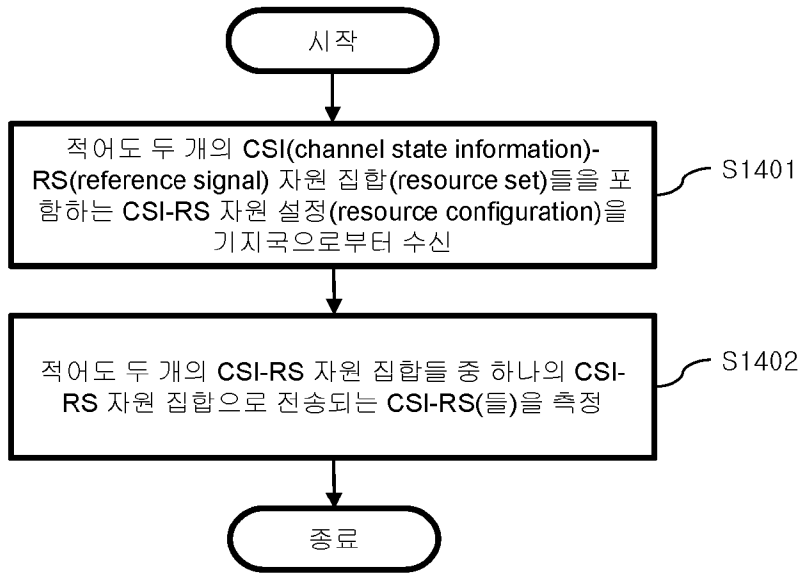 시작
적어도 두 개의 CSI(channel state information)-
RS(reference signal) 자원 집합(resource set)들을 포
함하는 CSI-RS 자원 설정(resource configuration)을
기지국으로부터 수신
S1401
적어도 두 개의 CSI-RS 자원 집합들 중 하나의 CSI-
RS 자원 집합으로 전송되는 CSI-RS(들)을 측정
S1402
종료